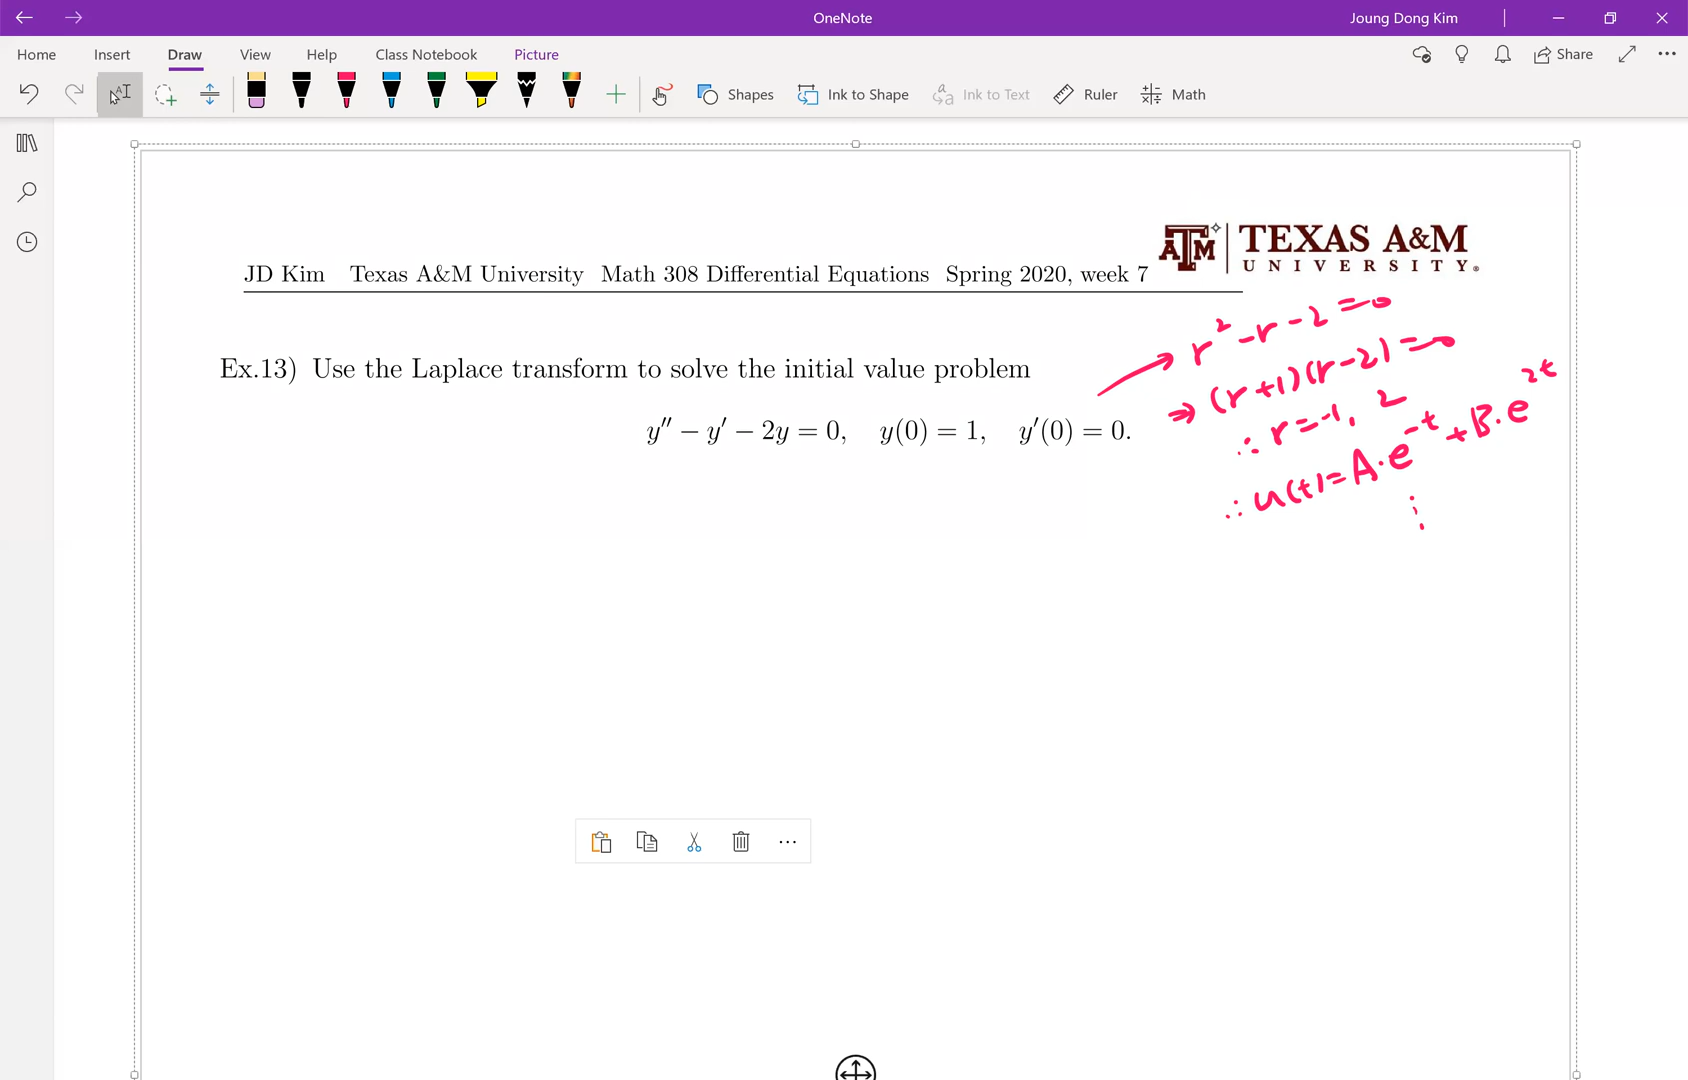 OneNote
Joung Dong Kim
Home Insert Draw View Help Class Notebook Picture
Share
Shapes Ink to Shape Ink to Text Ruler Math
TEXAS A&M
UNIVERSITY®
JD Kim Texas A&M University Math 308 Differential Equations Spring 2020, week 7
Ex.13) Use the Laplace transform to solve the initial value problem
y″ − y′ − 2y = 0, y(0) = 1, y′(0) = 0.
→ r² − r − 2 = 0
⇒ (r+1)(r−2) = 0
∴ r = −1, 2
∴ u(t) = A·e^{−t} + B·e^{2t}
⋮